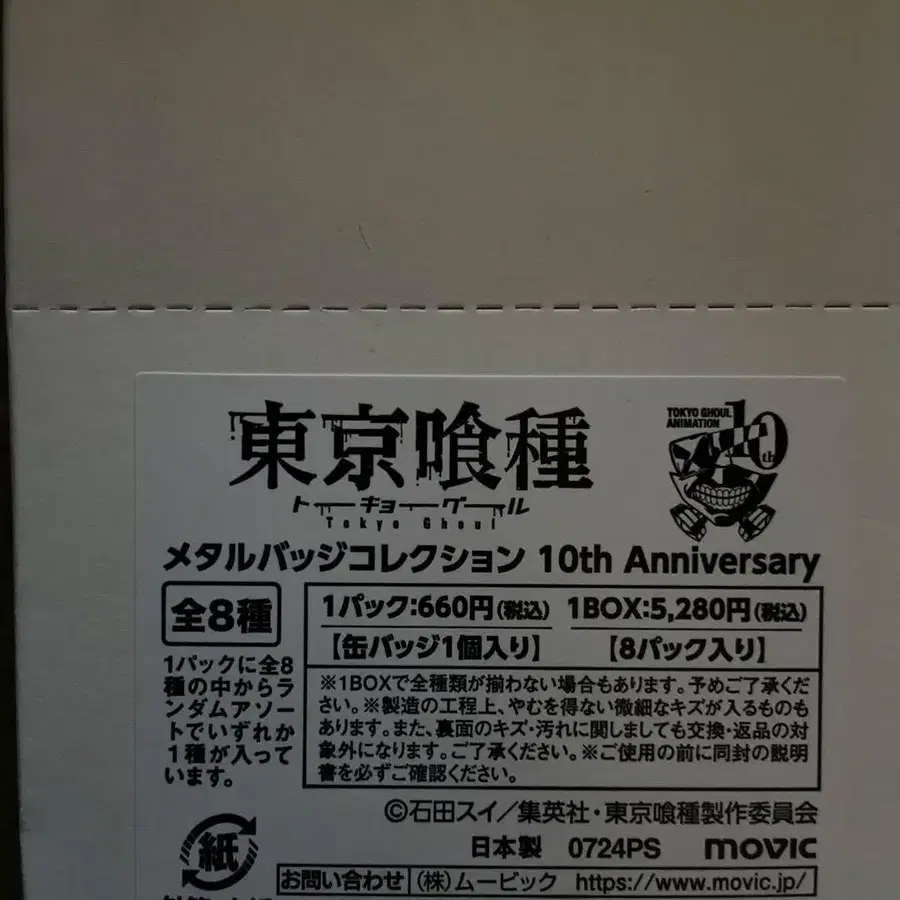 東京喰種
トーキョーグール
Tokyo Ghoul
TOKYO GHOUL
ANIMATION
10th
メタルバッジコレクション 10th Anniversary
全8種
1パックに全8
種の中からラ
ンダムアソー
トでいずれか
1種が入って
います。
1パック:660円(税込)
【缶バッジ1個入り】
1BOX:5,280円(税込)
【8パック入り】
※1BOXで全種類が揃わない場合もあります。予めご了承くだ
さい。※製造の工程上、やむを得ない微細なキズが入るものも
あります。また、裏面のキズ・汚れに関しましても交換・返品の対
象外になります。ご了承ください。※ご使用の前に同封の説明
書を必ずご確認ください。
©石田スイ/集英社・東京喰種製作委員会
日本製 0724PS movic
紙
お問い合わせ (株)ムービック https://www.movic.jp/